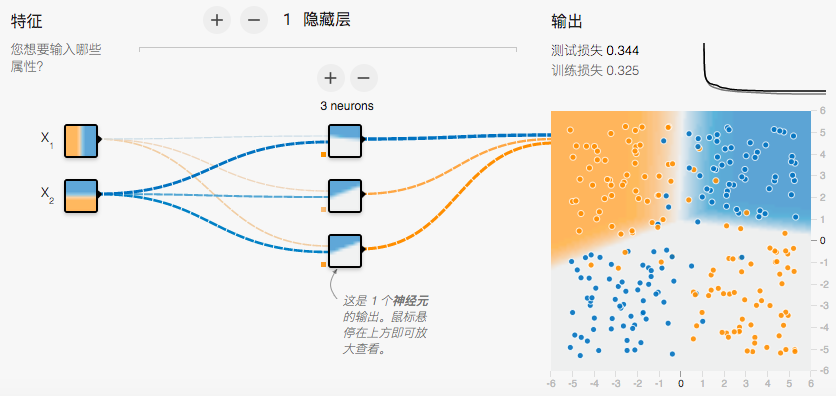 特征
您想要输入哪些
属性?
1 隐藏层
3 neurons
X1
X2
这是 1 个神经元
的输出。鼠标悬
停在上方即可放
大查看。
输出
测试损失 0.344
训练损失 0.325
6
5
4
3
2
1
0
-1
-2
-3
-4
-5
-6
-6 -5 -4 -3 -2 -1 0 1 2 3 4 5 6